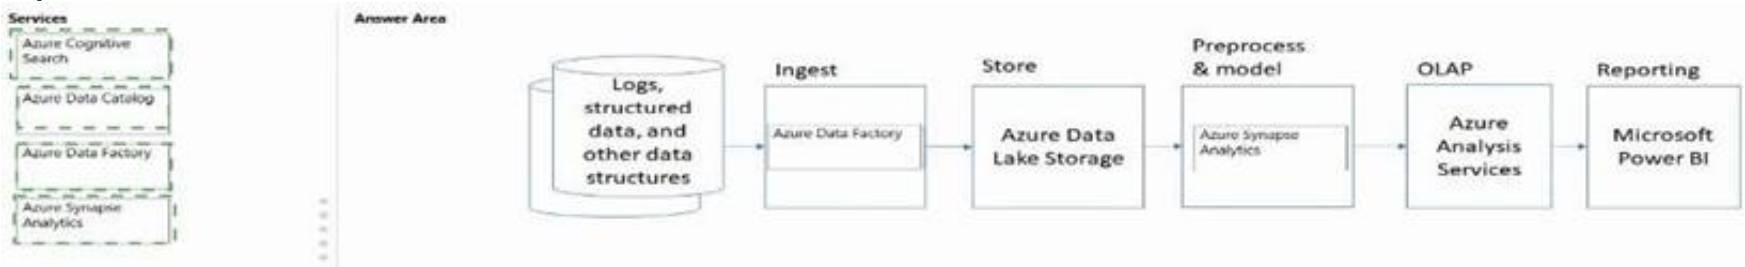 Services
Azure Cognitive
Search
Azure Data Catalog
Azure Data Factory
Azure Synapse
Analytics
Answer Area
Logs,
structured
data, and
other data
structures
Ingest
Azure Data Factory
Store
Azure Data
Lake Storage
Preprocess
& model
Azure Synapse
Analytics
OLAP
Azure
Analysis
Services
Reporting
Microsoft
Power BI